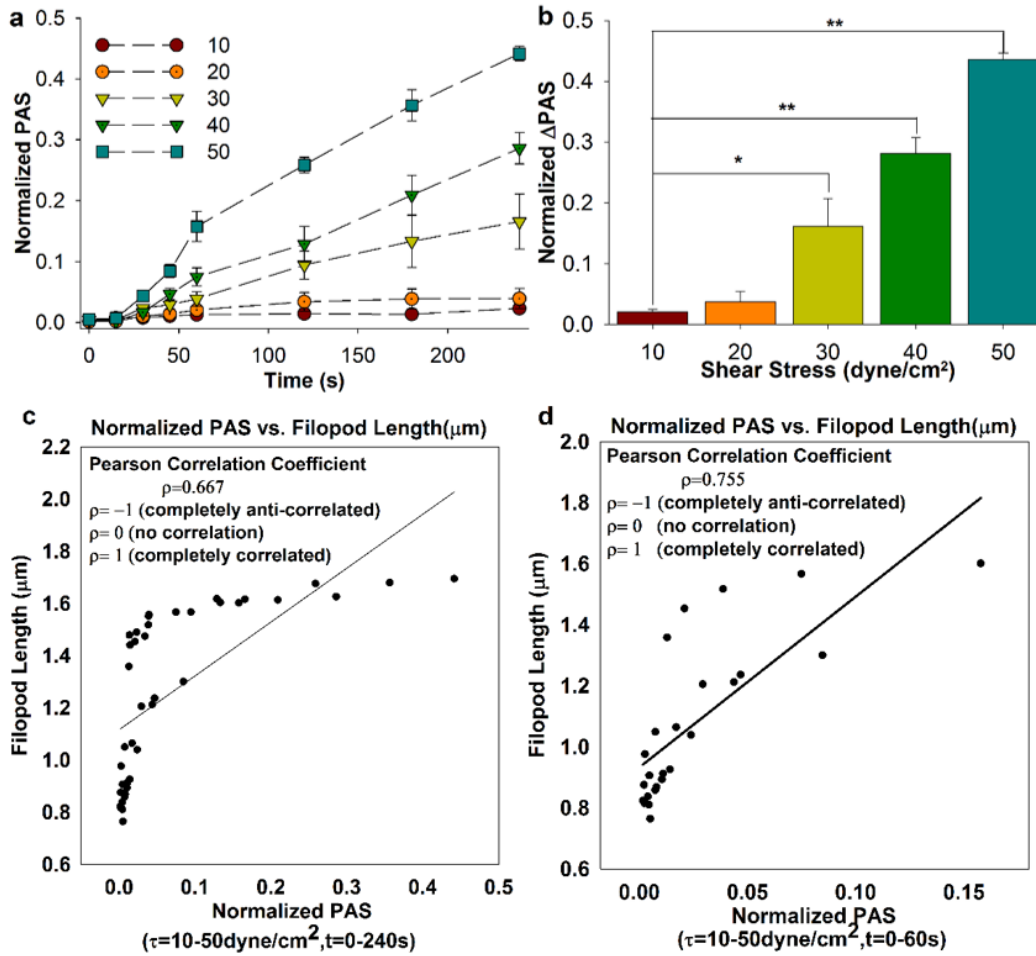 a
0.5
0.4
0.3
0.2
0.1
0.0
Normalized PAS
10
20
30
40
50
0 50 100 150 200
Time (s)
b
0.5
0.4
0.3
0.2
0.1
0.0
Normalized ΔPAS
**
**
*
10 20 30 40 50
Shear Stress (dyne/cm²)
c
Normalized PAS vs. Filopod Length(μm)
2.2
2.0
1.8
1.6
1.4
1.2
1.0
0.8
0.6
Filopod Length (μm)
Pearson Correlation Coefficient
ρ=0.667
ρ= −1 (completely anti-correlated)
ρ= 0 (no correlation)
ρ= 1 (completely correlated)
0.0 0.1 0.2 0.3 0.4 0.5
Normalized PAS
(τ=10-50dyne/cm²,t=0-240s)
d
Normalized PAS vs. Filopod Length(μm)
2.0
1.8
1.6
1.4
1.2
1.0
0.8
0.6
Filopod Length (μm)
Pearson Correlation Coefficient
ρ=0.755
ρ= −1 (completely anti-correlated)
ρ= 0 (no correlation)
ρ= 1 (completely correlated)
0.00 0.05 0.10 0.15
Normalized PAS
(τ=10-50dyne/cm²,t=0-60s)